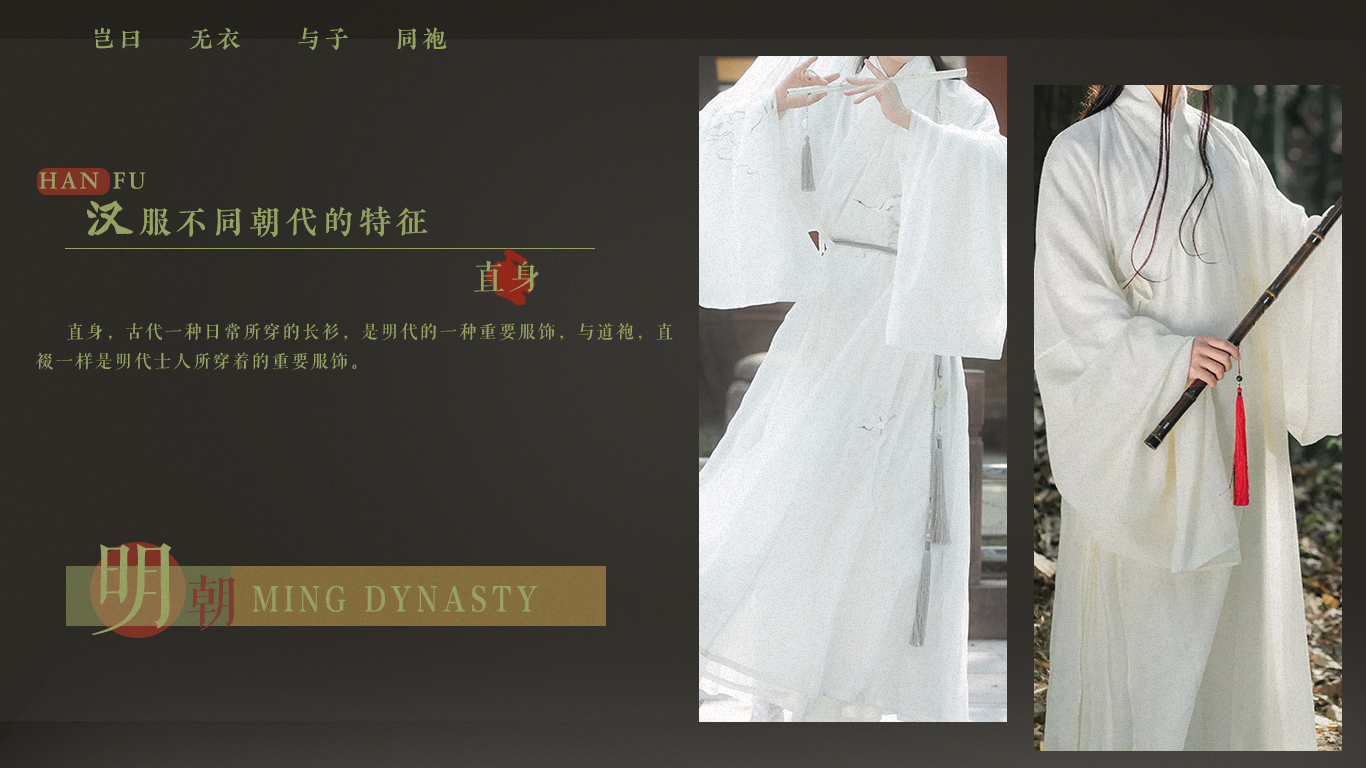 岂曰 无衣 与子 同袍
HAN FU
汉服不同朝代的特征
直身
直身，古代一种日常所穿的长衫，是明代的一种重要服饰，与道袍，直
裰一样是明代士人所穿着的重要服饰。
明朝 MING DYNASTY